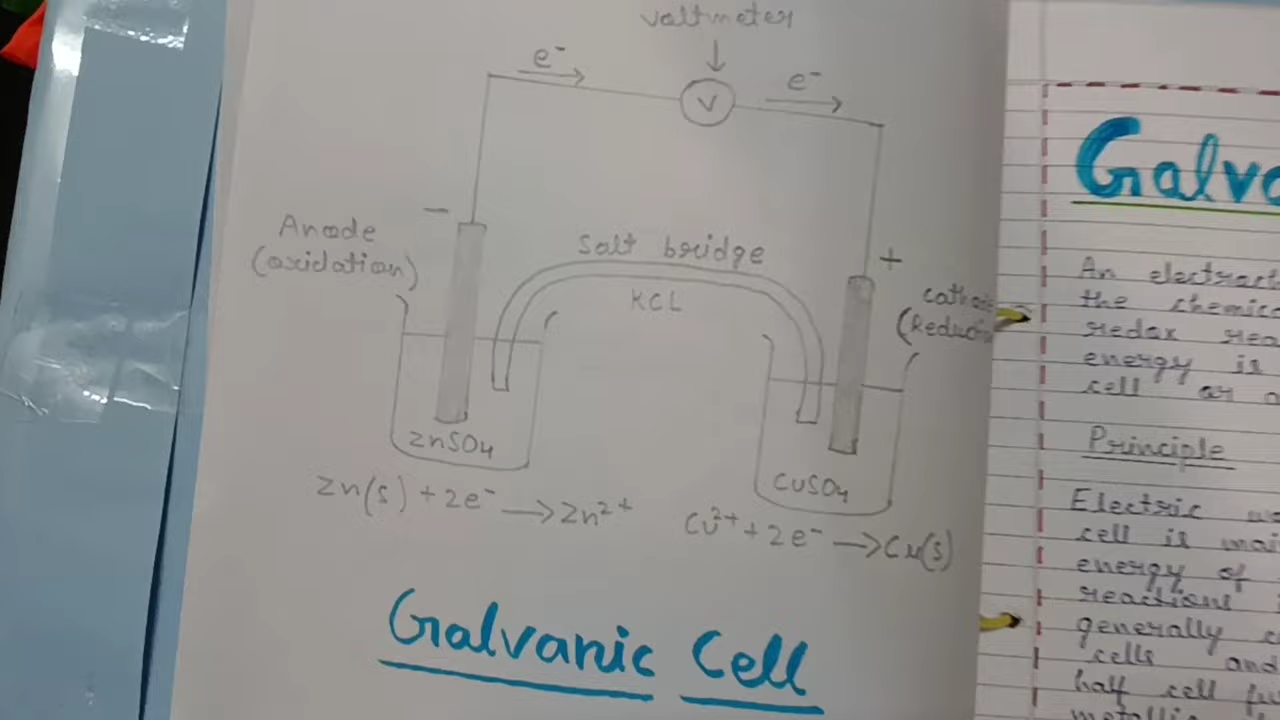 voltmeter
e⁻
V
e⁻
Anode
(oxidation)
−
Salt bridge
KCL
+
(Reduc
ZnSO4
CuSO4
Zn(s) + 2e⁻ → Zn²⁺
Cu²⁺ + 2e⁻ → Cu(s)
Galvanic Cell
Galva
An electro
the chemic
redox rea
energy is
cell or a
Principle
Electric
cell is mai
energy of
reactions
generally
cells and
half cell